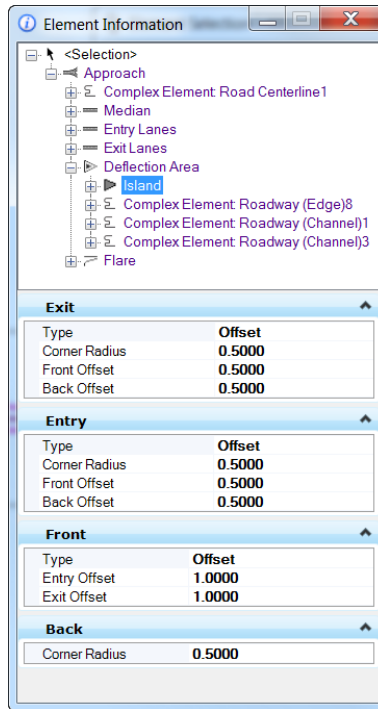 Element Information
<Selection>
Approach
Complex Element: Road Centerline1
Median
Entry Lanes
Exit Lanes
Deflection Area
Island
Complex Element: Roadway (Edge)8
Complex Element: Roadway (Channel)1
Complex Element: Roadway (Channel)3
Flare
Exit
Type Offset
Corner Radius 0.5000
Front Offset 0.5000
Back Offset 0.5000
Entry
Type Offset
Corner Radius 0.5000
Front Offset 0.5000
Back Offset 0.5000
Front
Type Offset
Entry Offset 1.0000
Exit Offset 1.0000
Back
Corner Radius 0.5000